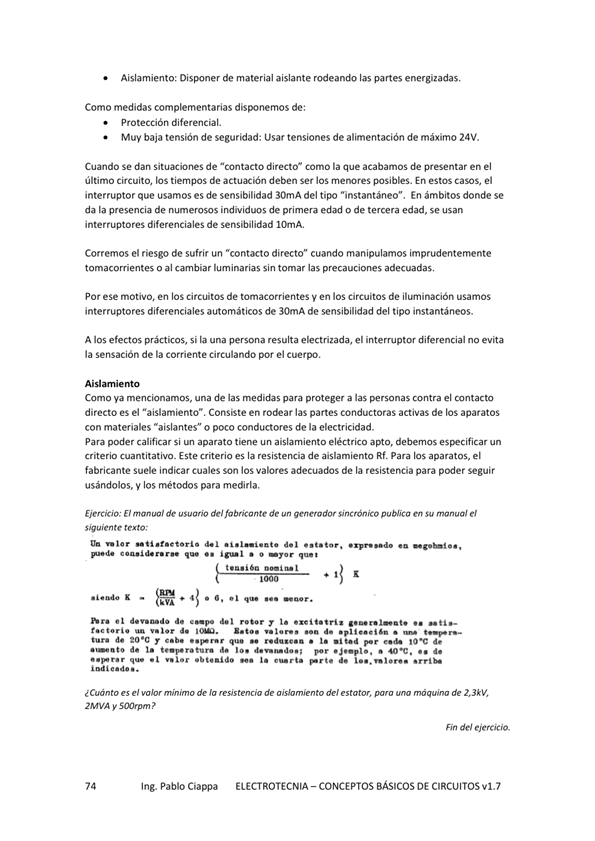 • Aislamiento: Disponer de material aislante rodeando las partes energizadas.
Como medidas complementarias disponemos de:
• Protección diferencial.
• Muy baja tensión de seguridad: Usar tensiones de alimentación de máximo 24V.
Cuando se dan situaciones de “contacto directo” como la que acabamos de presentar en el
último circuito, los tiempos de actuación deben ser los menores posibles. En estos casos, el
interruptor que usamos es de sensibilidad 30mA del tipo “instantáneo”. En ámbitos donde se
da la presencia de numerosos individuos de primera edad o de tercera edad, se usan
interruptores diferenciales de sensibilidad 10mA.
Corremos el riesgo de sufrir un “contacto directo” cuando manipulamos imprudentemente
tomacorrientes o al cambiar luminarias sin tomar las precauciones adecuadas.
Por ese motivo, en los circuitos de tomacorrientes y en los circuitos de iluminación usamos
interruptores diferenciales automáticos de 30mA de sensibilidad del tipo instantáneos.
A los efectos prácticos, si la una persona resulta electrizada, el interruptor diferencial no evita
la sensación de la corriente circulando por el cuerpo.
Aislamiento
Como ya mencionamos, una de las medidas para proteger a las personas contra el contacto
directo es el “aislamiento”. Consiste en rodear las partes conductoras activas de los aparatos
con materiales “aislantes” o poco conductores de la electricidad.
Para poder calificar si un aparato tiene un aislamiento eléctrico apto, debemos especificar un
criterio cuantitativo. Este criterio es la resistencia de aislamiento Rf. Para los aparatos, el
fabricante suele indicar cuales son los valores adecuados de la resistencia para poder seguir
usándolos, y los métodos para medirla.
Ejercicio: El manual de usuario del fabricante de un generador sincrónico publica en su manual el
siguiente texto:
Un valor satisfactorio del aislamiento del estator, expresado en megohmios,
puede considerarse que es igual a o mayor que:
( tensión nominal / 1000 + 1) K
siendo K = (RPM / kVA + 4) o 6, el que sea menor.
Para el devanado de campo del rotor y la excitatriz generalmente es satis-
factorio un valor de 10MΩ. Estos valores son de aplicación a una tempera-
tura de 20°C y cabe esperar que se reduzcan a la mitad por cada 10°C de
aumento de la temperatura de los devanados; por ejemplo, a 40°C, es de
esperar que el valor obtenido sea la cuarta parte de los valores arriba
indicados.
¿Cuánto es el valor mínimo de la resistencia de aislamiento del estator, para una máquina de 2,3kV,
2MVA y 500rpm?
Fin del ejercicio.
74 Ing. Pablo Ciappa ELECTROTECNIA – CONCEPTOS BÁSICOS DE CIRCUITOS v1.7